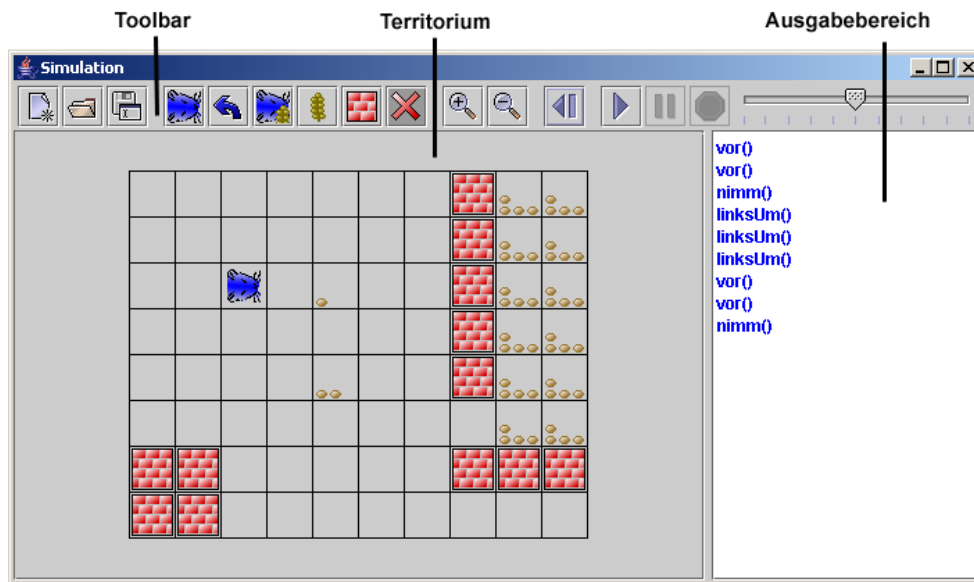 Toolbar
Territorium
Ausgabebereich
Simulation
vor()
vor()
nimm()
linksUm()
linksUm()
linksUm()
vor()
vor()
nimm()